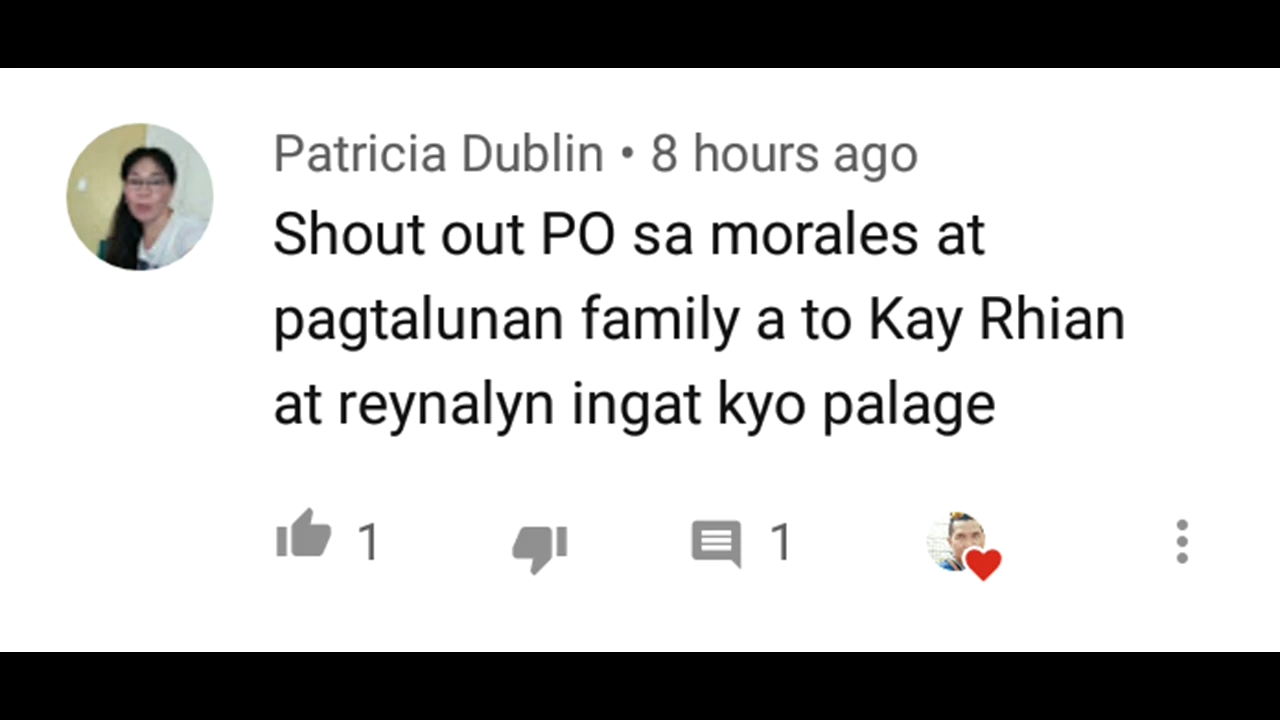 Patricia Dublin • 8 hours ago
Shout out PO sa morales at
pagtalunan family a to Kay Rhian
at reynalyn ingat kyo palage
1
1